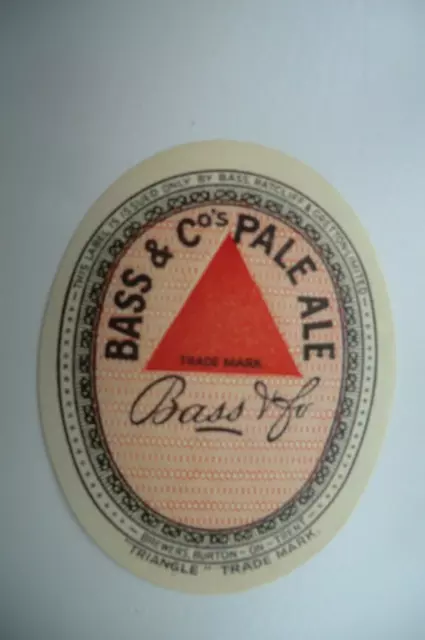 THIS LABEL IS ISSUED ONLY BY BASS, RATCLIFF & GRETTON LIMITED
BASS & Co's PALE ALE
TRADE MARK
Bass & Co
BREWERS, BURTON-ON-TRENT
"TRIANGLE" TRADE MARK.